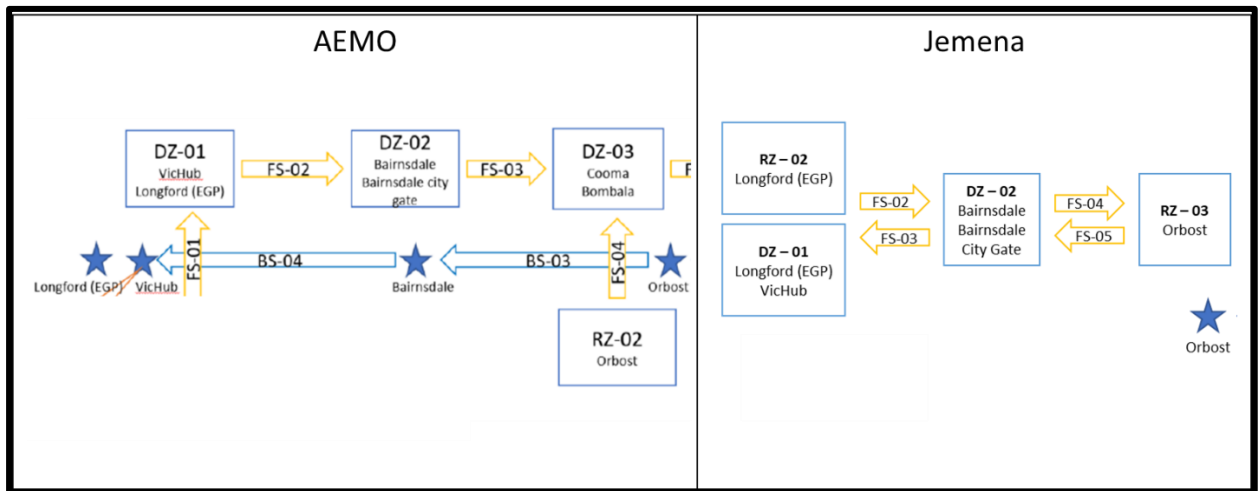 AEMO
DZ-01
VicHub
Longford (EGP)
FS-02
DZ-02
Bairnsdale
Bairnsdale city
gate
FS-03
DZ-03
Cooma
Bombala
F
FS-01
BS-04
BS-03
FS-04
Longford (EGP)
VicHub
Bairnsdale
Orbost
RZ-02
Orbost
Jemena
RZ – 02
Longford (EGP)
DZ – 01
Longford (EGP)
VicHub
FS-02
FS-03
DZ – 02
Bairnsdale
Bairnsdale
City Gate
FS-04
FS-05
RZ – 03
Orbost
Orbost